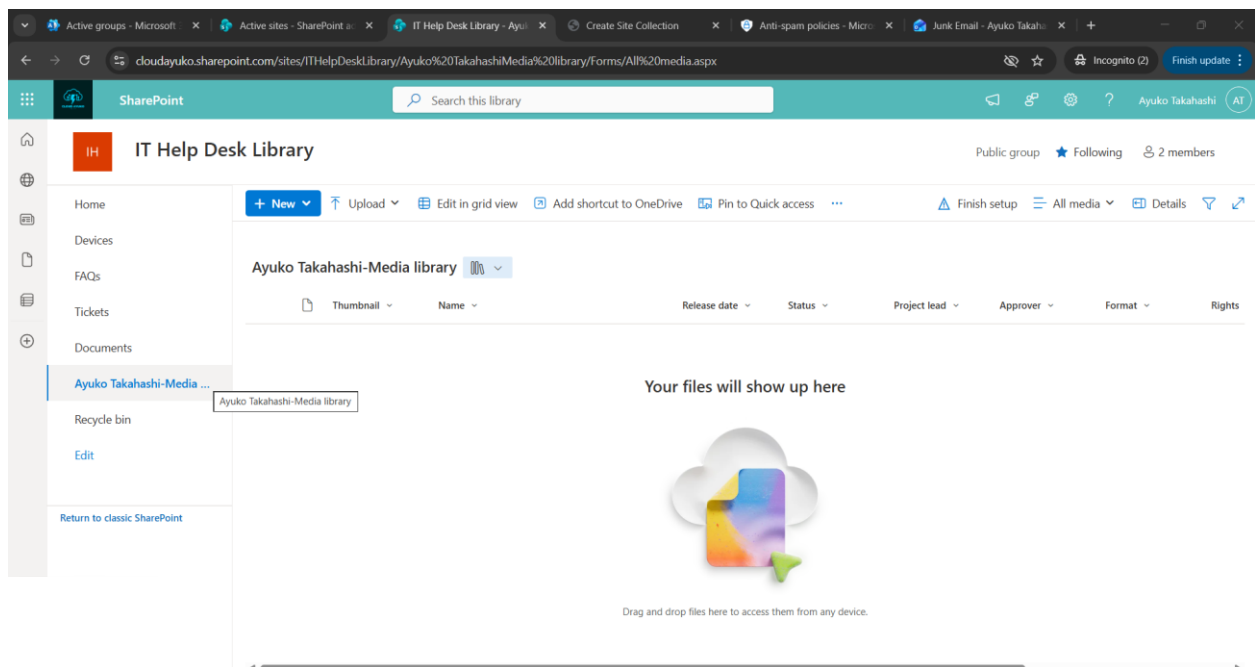 Active groups - Microsoft
Active sites - SharePoint ac
IT Help Desk Library - Ayuk
Create Site Collection
Anti-spam policies - Micro
Junk Email - Ayuko Takaha
cloudayuko.sharepoint.com/sites/ITHelpDeskLibrary/Ayuko%20TakahashiMedia%20library/Forms/All%20media.aspx
Incognito (2)
Finish update
SharePoint
Search this library
?
Ayuko Takahashi
AT
IH
IT Help Desk Library
Public group
Following
2 members
Home
Devices
FAQs
Tickets
Documents
Ayuko Takahashi-Media ...
Recycle bin
Edit
Return to classic SharePoint
Ayuko Takahashi-Media library
+ New
Upload
Edit in grid view
Add shortcut to OneDrive
Pin to Quick access
...
Finish setup
All media
Details
Ayuko Takahashi-Media library
Thumbnail
Name
Release date
Status
Project lead
Approver
Format
Rights
Your files will show up here
Drag and drop files here to access them from any device.